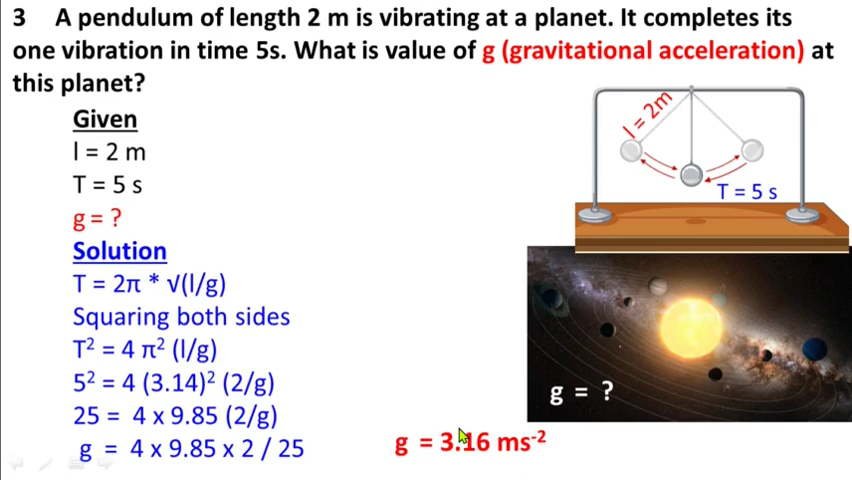 3 A pendulum of length 2 m is vibrating at a planet. It completes its
one vibration in time 5s. What is value of g (gravitational acceleration) at
this planet?
Given
l = 2 m
T = 5 s
g = ?
Solution
T = 2π * √(l/g)
Squaring both sides
T² = 4 π² (l/g)
5² = 4 (3.14)² (2/g)
25 = 4 x 9.85 (2/g)
g = 4 x 9.85 x 2 / 25
g = 3.16 ms⁻²
l = 2m
T = 5 s
g = ?